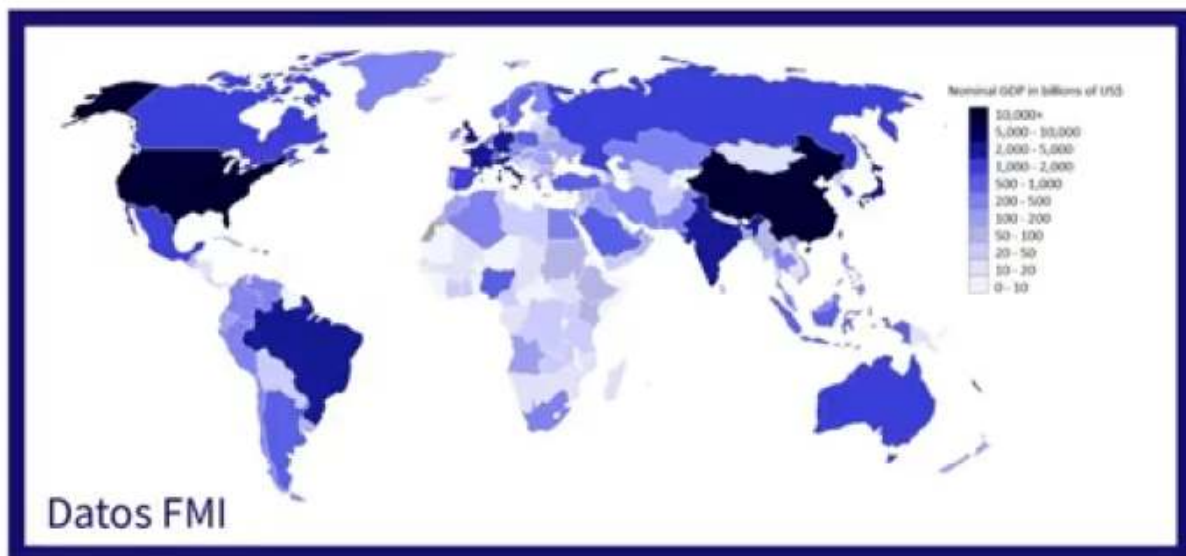 Nominal GDP in billions of US$
10,000+
5,000 - 10,000
2,000 - 5,000
1,000 - 2,000
500 - 1,000
200 - 500
100 - 200
50 - 100
20 - 50
10 - 20
0 - 10
Datos FMI